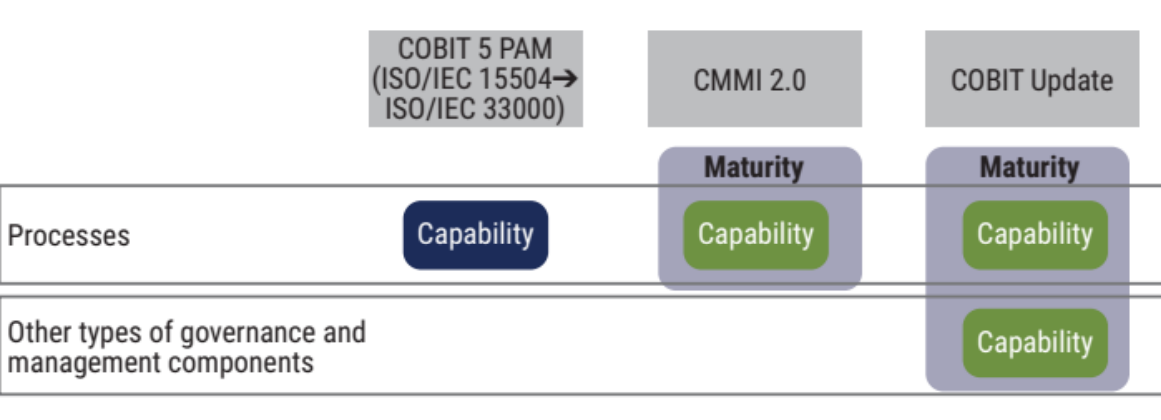 COBIT 5 PAM
(ISO/IEC 15504➔
ISO/IEC 33000)
CMMI 2.0
COBIT Update
Maturity
Maturity
Processes
Capability
Capability
Capability
Other types of governance and
management components
Capability